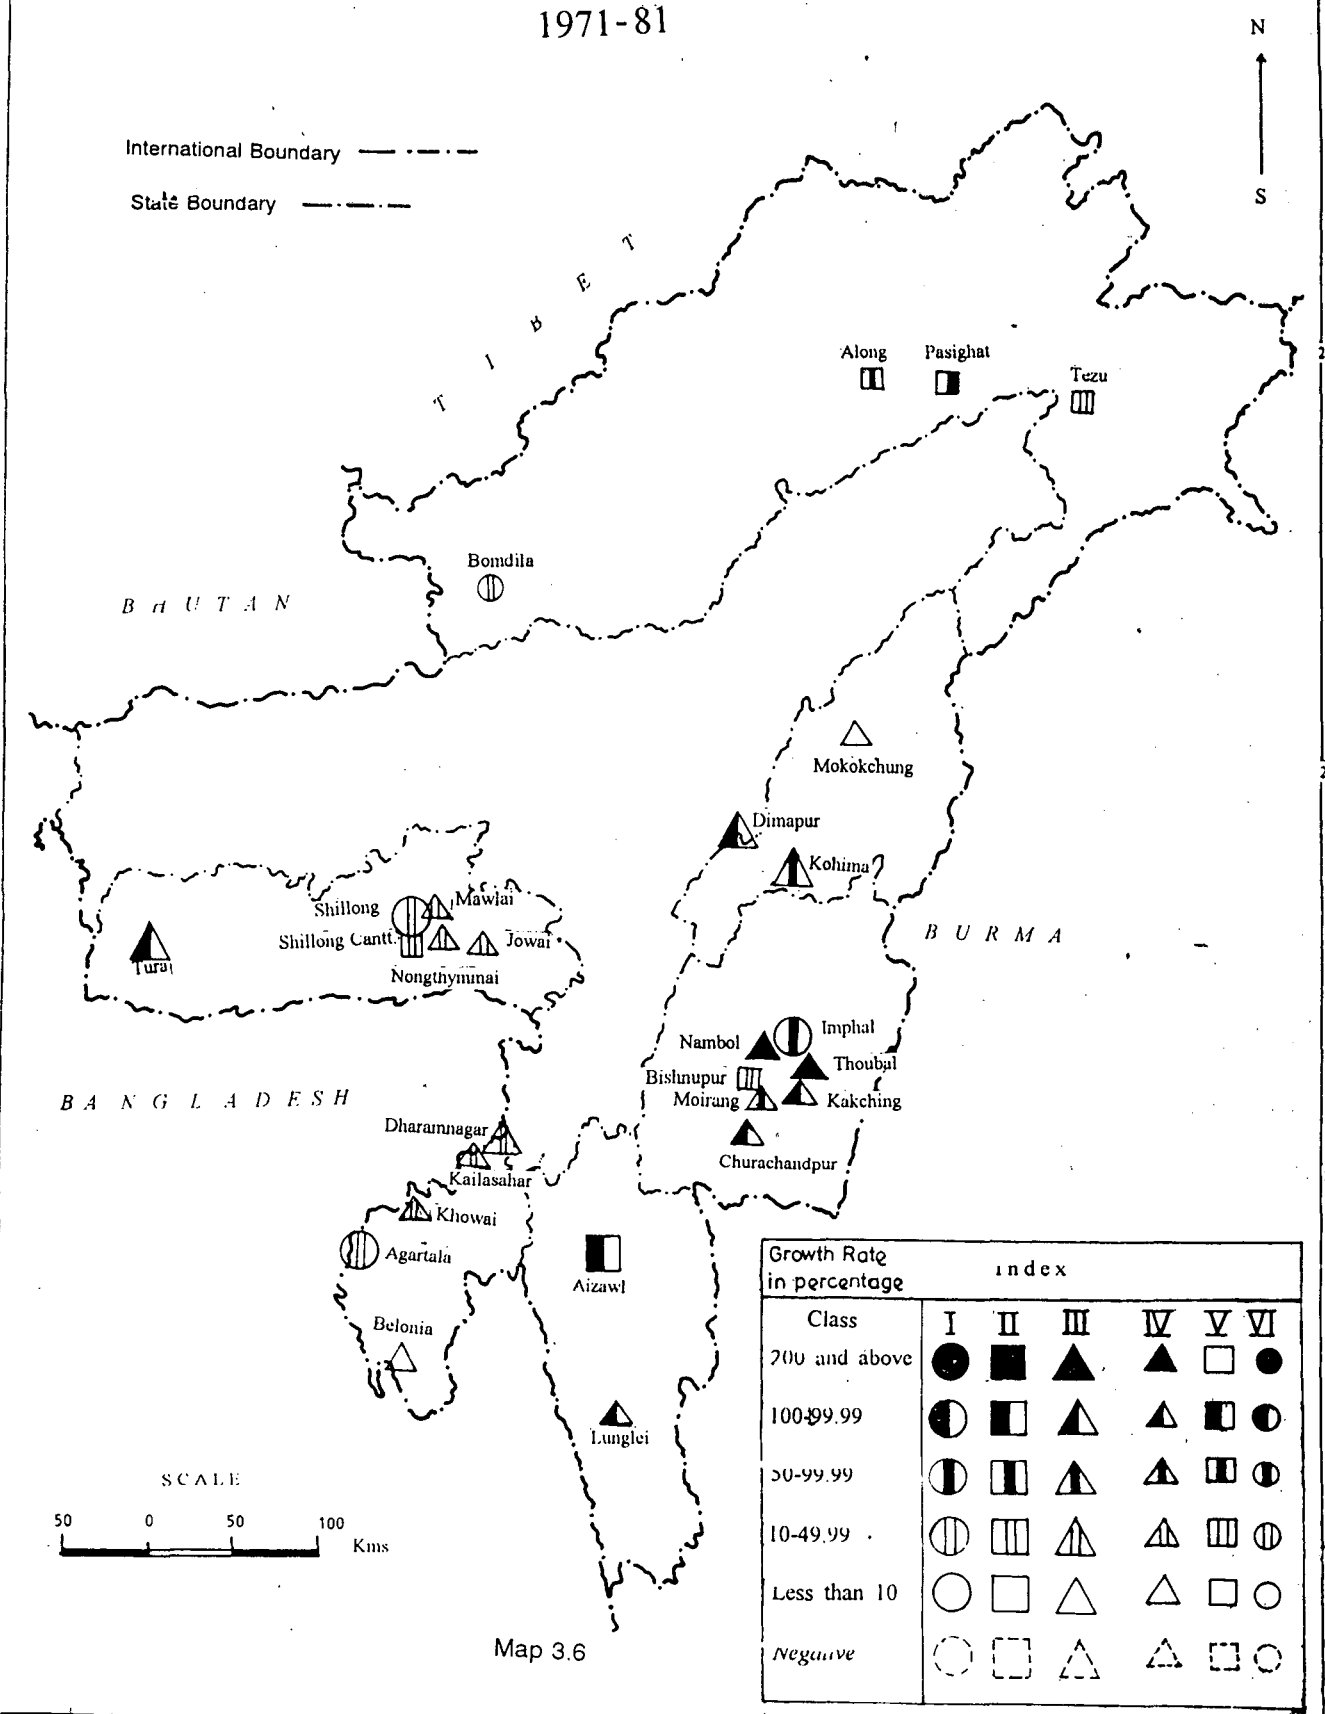 1971-81
N
S
International Boundary
State Boundary
T I B E T
Along
Pasighat
Tezu
Bomdila
B H U T A N
Mokokchung
Dimapur
Kohima
Shillong
Mawlai
Shillong Cantt.
Jowai
Nongthymmai
Tura
B U R M A
Imphal
Nambol
Thoubal
Bishnupur
Moirang
Kakching
Churachandpur
B A N G L A D E S H
Dharamnagar
Kailasahar
Khowai
Agartala
Aizawl
Belonia
Lunglei
SCALE
50 0 50 100
Kms
Growth Rate
in percentage
index
Class I II III IV V VI
200 and above
50-99.99
10-49.99
Less than 10
Negative
Map 3.6